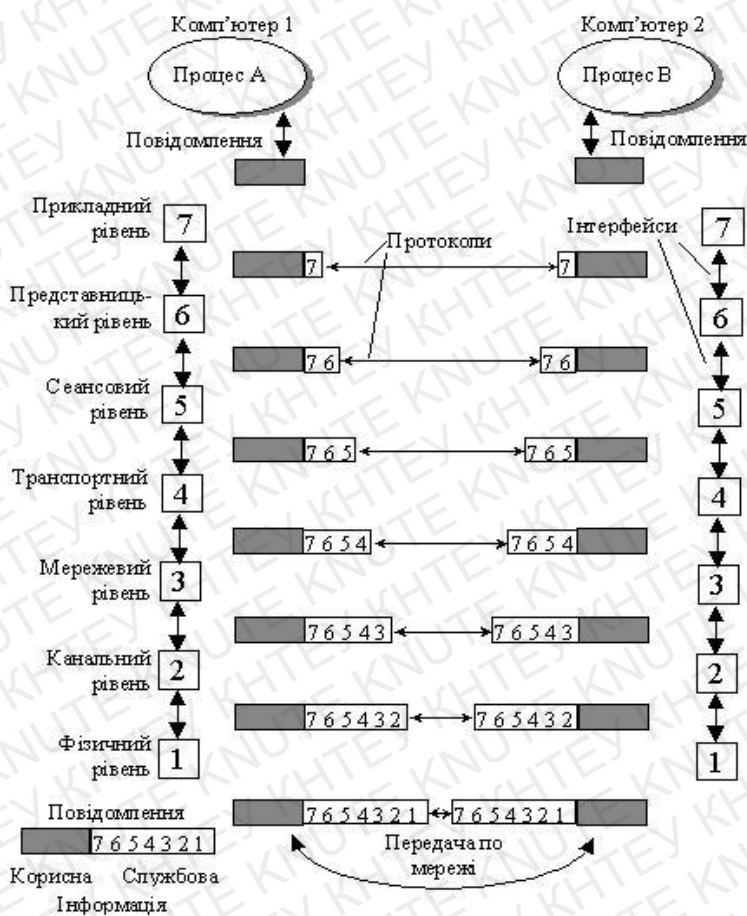 Комп'ютер 1
Комп'ютер 2
Процес А
Процес В
Повідомлення
Повідомлення
Прикладний
рівень
7
7
Протоколи
7
Інтерфейси
7
Представниць-
кий рівень
6
7 6
7 6
6
Сеансовий
рівень
5
7 6 5
7 6 5
5
Транспортний
рівень
4
7 6 5 4
7 6 5 4
4
Мережевий
рівень
3
7 6 5 4 3
7 6 5 4 3
3
Канальний
рівень
2
7 6 5 4 3 2
7 6 5 4 3 2
2
Фізичний
рівень
1
1
7 6 5 4 3 2 1
7 6 5 4 3 2 1
Передача по
мережі
Повідомлення
7 6 5 4 3 2 1
Корисна
Службова
Інформація
KNUTE КНТЕУ